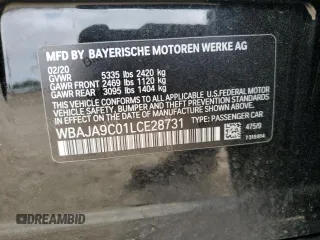 MFD BY BAYERISCHE MOTOREN WERKE AG
02/20
GVWR 5335 lbs 2420 kg
GAWR FRONT 2469 lbs 1120 kg
GAWR REAR 3095 lbs 1404 kg
THIS VEHICLE CONFORMS TO ALL APPLICABLE U.S.FEDERAL MOTOR
VEHICLE SAFETY, BUMPER, AND THEFT PREVENTION STANDARDS
IN EFFECT ON THE DATE OF MANUFACTURE SHOWN ABOVE.
WBAJA9C01LCE28731 TYPE: PASSENGER CAR
475/9
DREAMBID